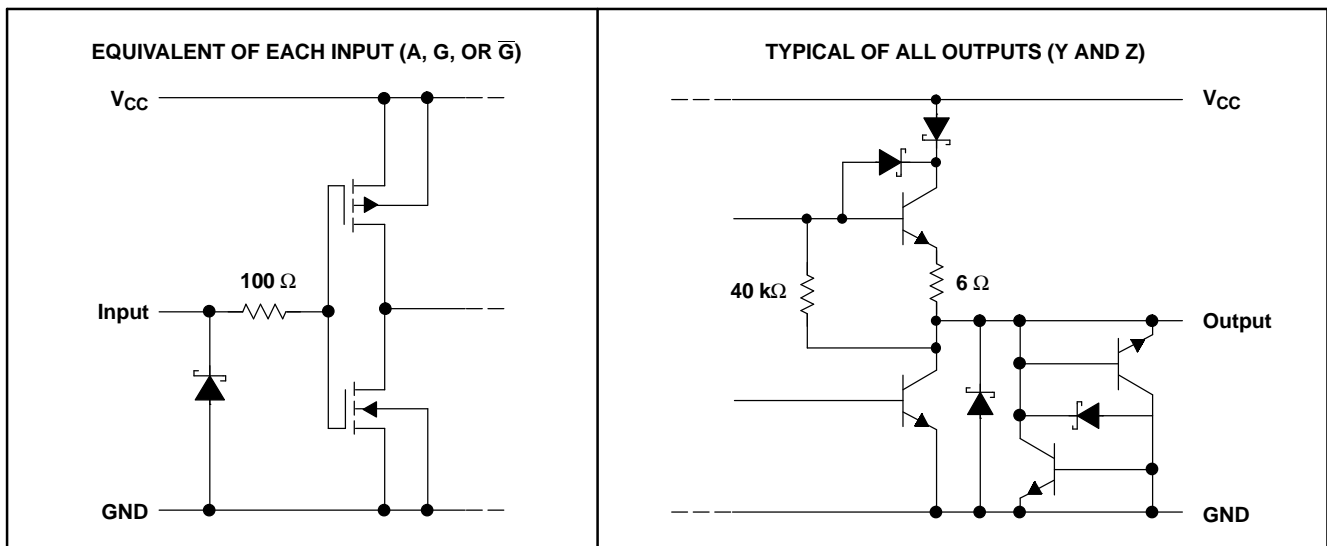 EQUIVALENT OF EACH INPUT (A, G, OR G̅)
VCC
100 Ω
Input
GND
TYPICAL OF ALL OUTPUTS (Y AND Z)
VCC
40 kΩ
6 Ω
Output
GND